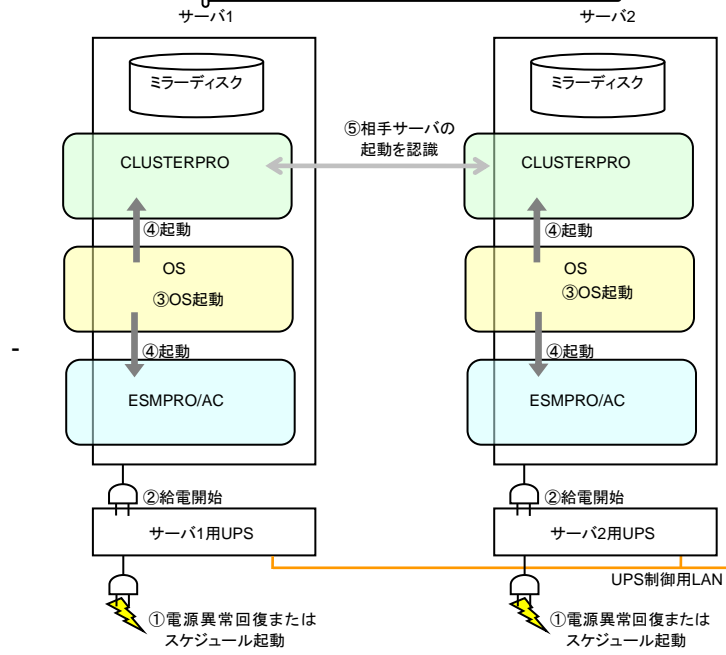 サーバ1
サーバ2
ミラーディスク
ミラーディスク
⑤相手サーバの
起動を認識
CLUSTERPRO
CLUSTERPRO
④起動
④起動
OS
③OS起動
OS
③OS起動
④起動
④起動
ESMPRO/AC
ESMPRO/AC
②給電開始
②給電開始
サーバ1用UPS
サーバ2用UPS
UPS制御用LAN
①電源異常回復または
スケジュール起動
①電源異常回復または
スケジュール起動